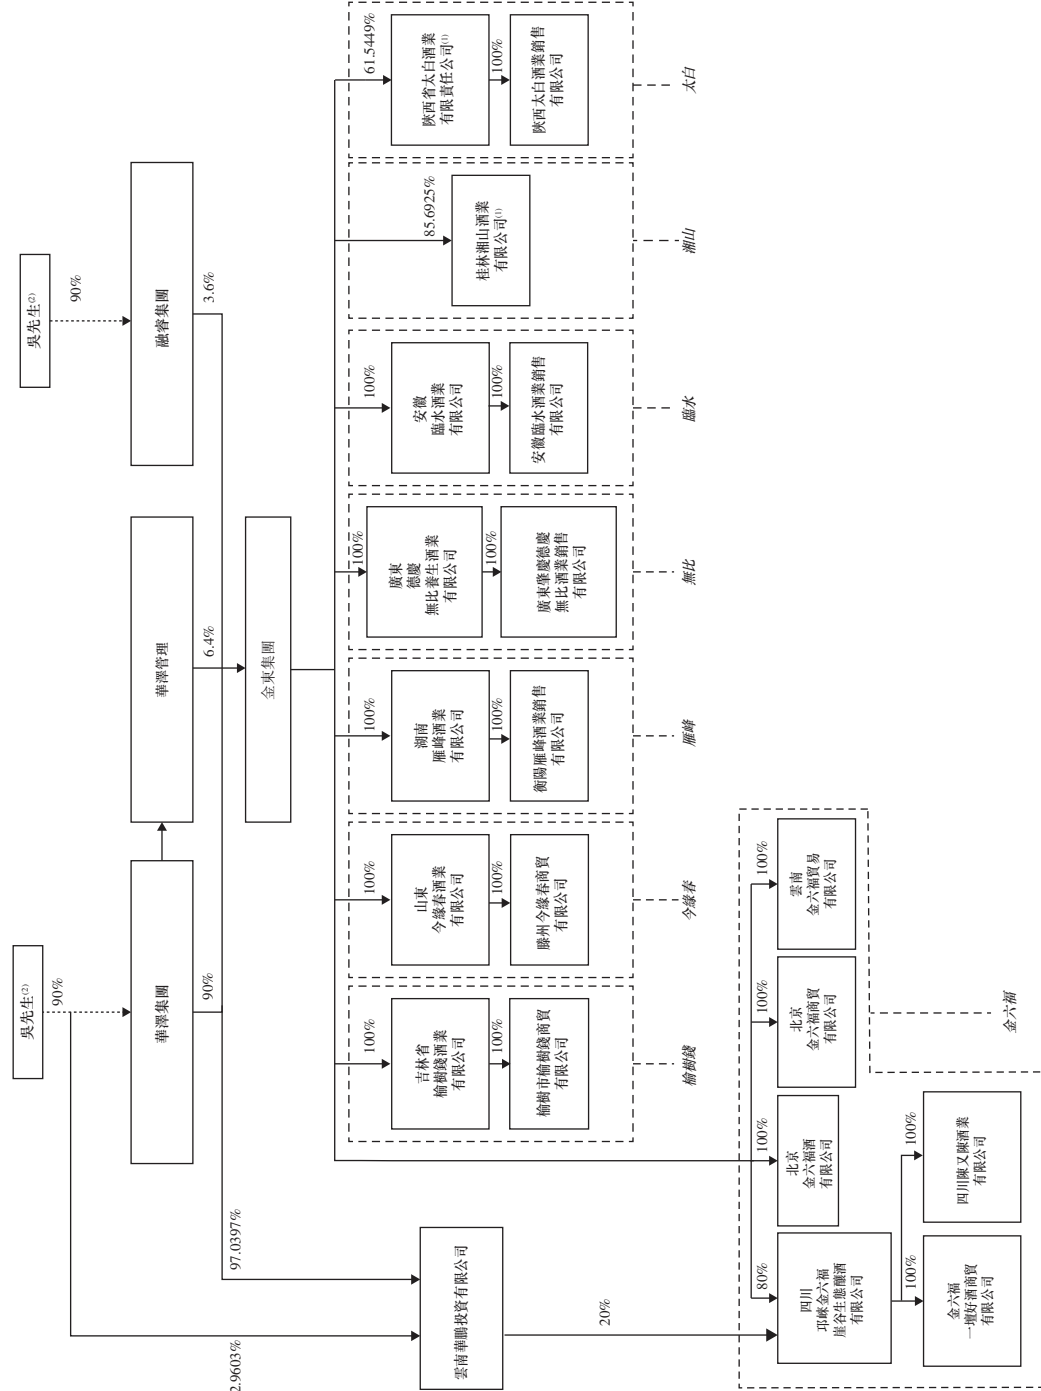 吳先生(2)
90%
華澤集團
90%
華澤管理
6.4%
吳先生(2)
90%
融睿集團
3.6%
金東集團
2.9603%
97.0397%
雲南華鵬投資有限公司
20%
100%
吉林省
榆樹錢酒業
有限公司
100%
榆樹市榆樹錢商貿
有限公司
榆樹錢
100%
山東
今緣春酒業
有限公司
100%
滕州今緣春商貿
有限公司
今緣春
100%
湖南
雁峰酒業
有限公司
100%
衡陽雁峰酒業銷售
有限公司
雁峰
100%
廣東
德慶
無比養生酒業
有限公司
100%
廣東肇慶德慶
無比酒業銷售
有限公司
無比
100%
安徽
臨水酒業
有限公司
100%
安徽臨水酒業銷售
有限公司
臨水
85.6925%
桂林湘山酒業
有限公司(1)
湘山
61.5449%
陝西省太白酒業
有限責任公司(1)
100%
陝西太白酒業銷售
有限公司
太白
80%
四川
邛崍金六福
崖谷生態釀酒
有限公司
100%
北京
金六福酒
有限公司
100%
北京
金六福商貿
有限公司
100%
雲南
金六福貿易
有限公司
100%
金六福
一壇好酒商貿
有限公司
100%
四川陳又陳酒業
有限公司
金六福